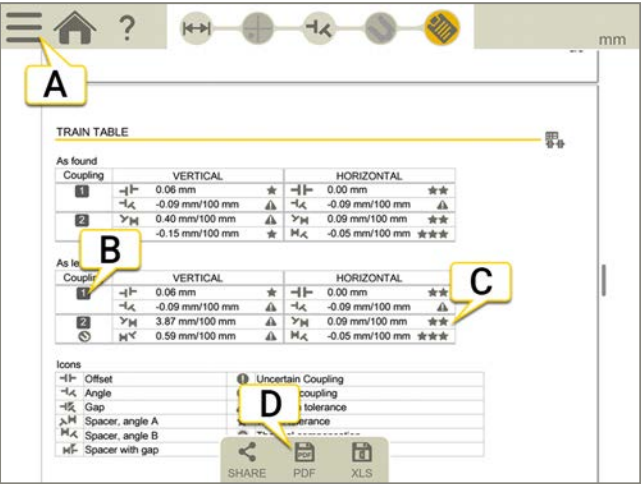 ?
mm
A
TRAIN TABLE
As found
Coupling VERTICAL HORIZONTAL
1 0.06 mm 0.00 mm
-0.09 mm/100 mm -0.09 mm/100 mm
2 0.40 mm/100 mm 0.09 mm/100 mm
-0.15 mm/100 mm -0.05 mm/100 mm
B
As le
Couplin VERTICAL HORIZONTAL
C
1 0.06 mm 0.00 mm
-0.09 mm/100 mm -0.09 mm/100 mm
2 3.87 mm/100 mm 0.09 mm/100 mm
0.59 mm/100 mm -0.05 mm/100 mm
Icons
Offset Uncertain Coupling
Angle coupling
Gap tolerance
D
Spacer, angle A erance
Spacer, angle B
Spacer with gap
PDF
SHARE PDF XLS